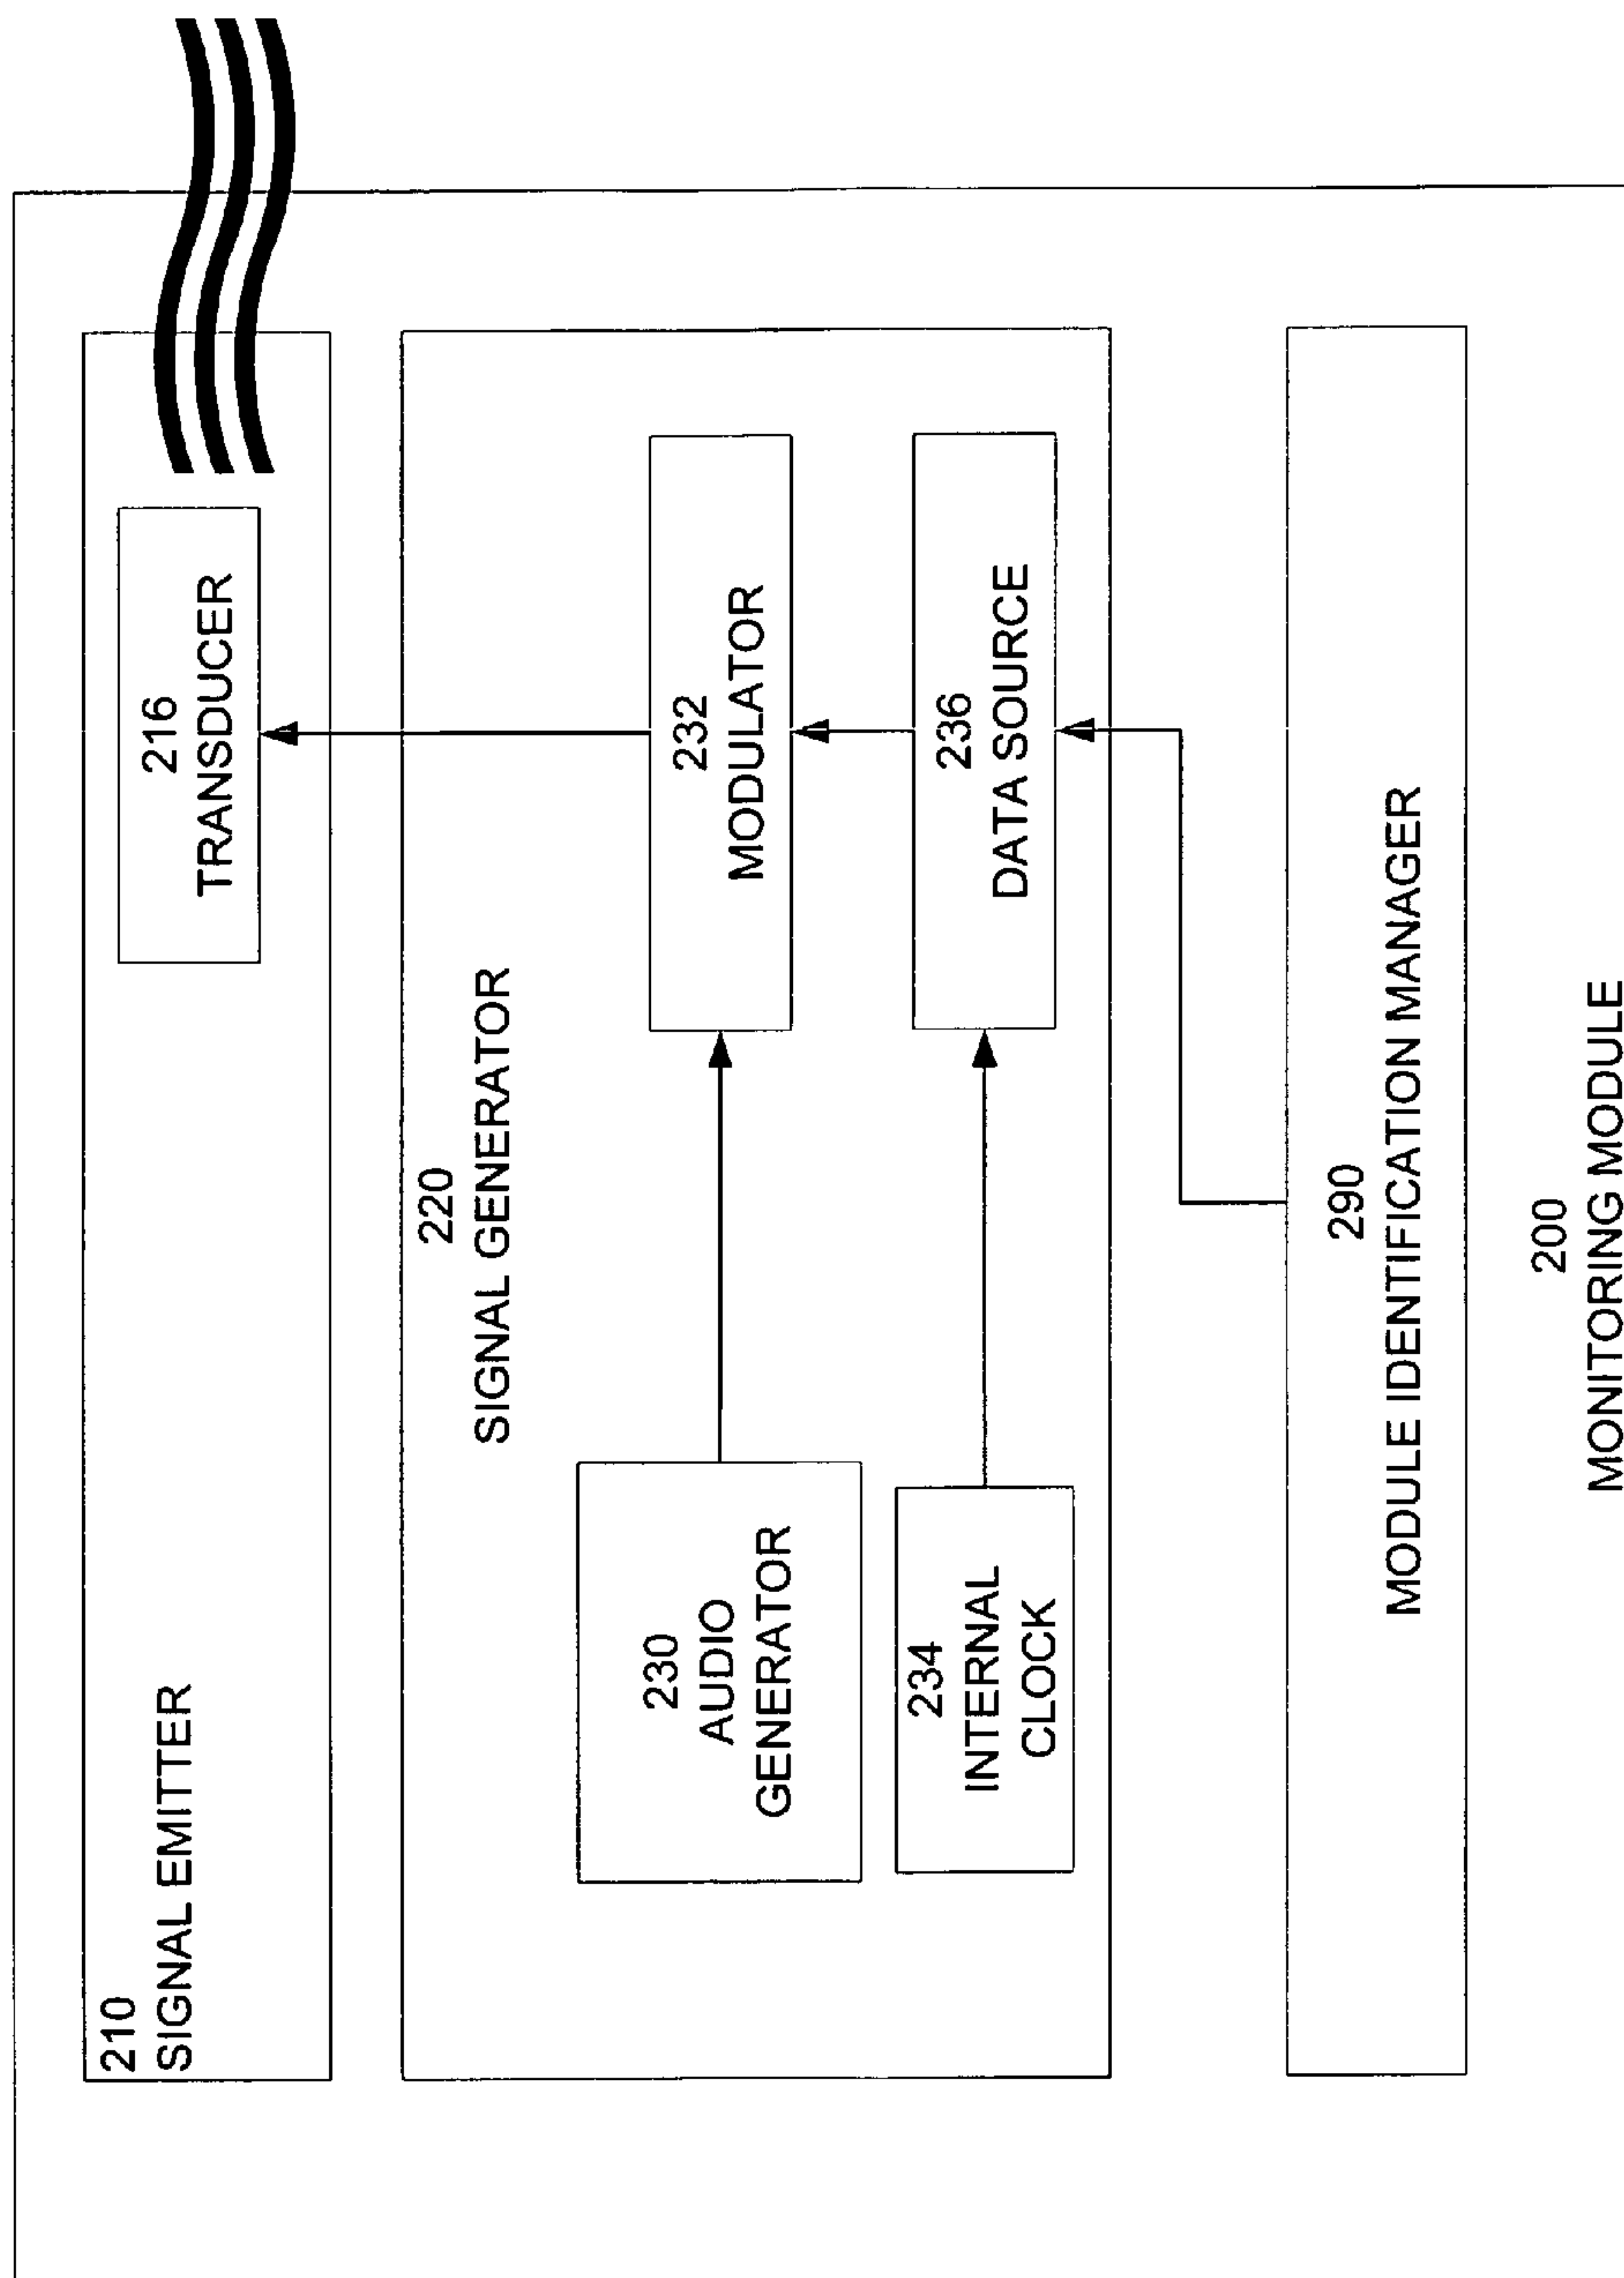 210
SIGNAL EMITTER
216
TRANSDUCER
220
SIGNAL GENERATOR
230
AUDIO
GENERATOR
232
MODULATOR
234
INTERNAL
CLOCK
236
DATA SOURCE
290
MODULE IDENTIFICATION MANAGER
200
MONITORING MODULE